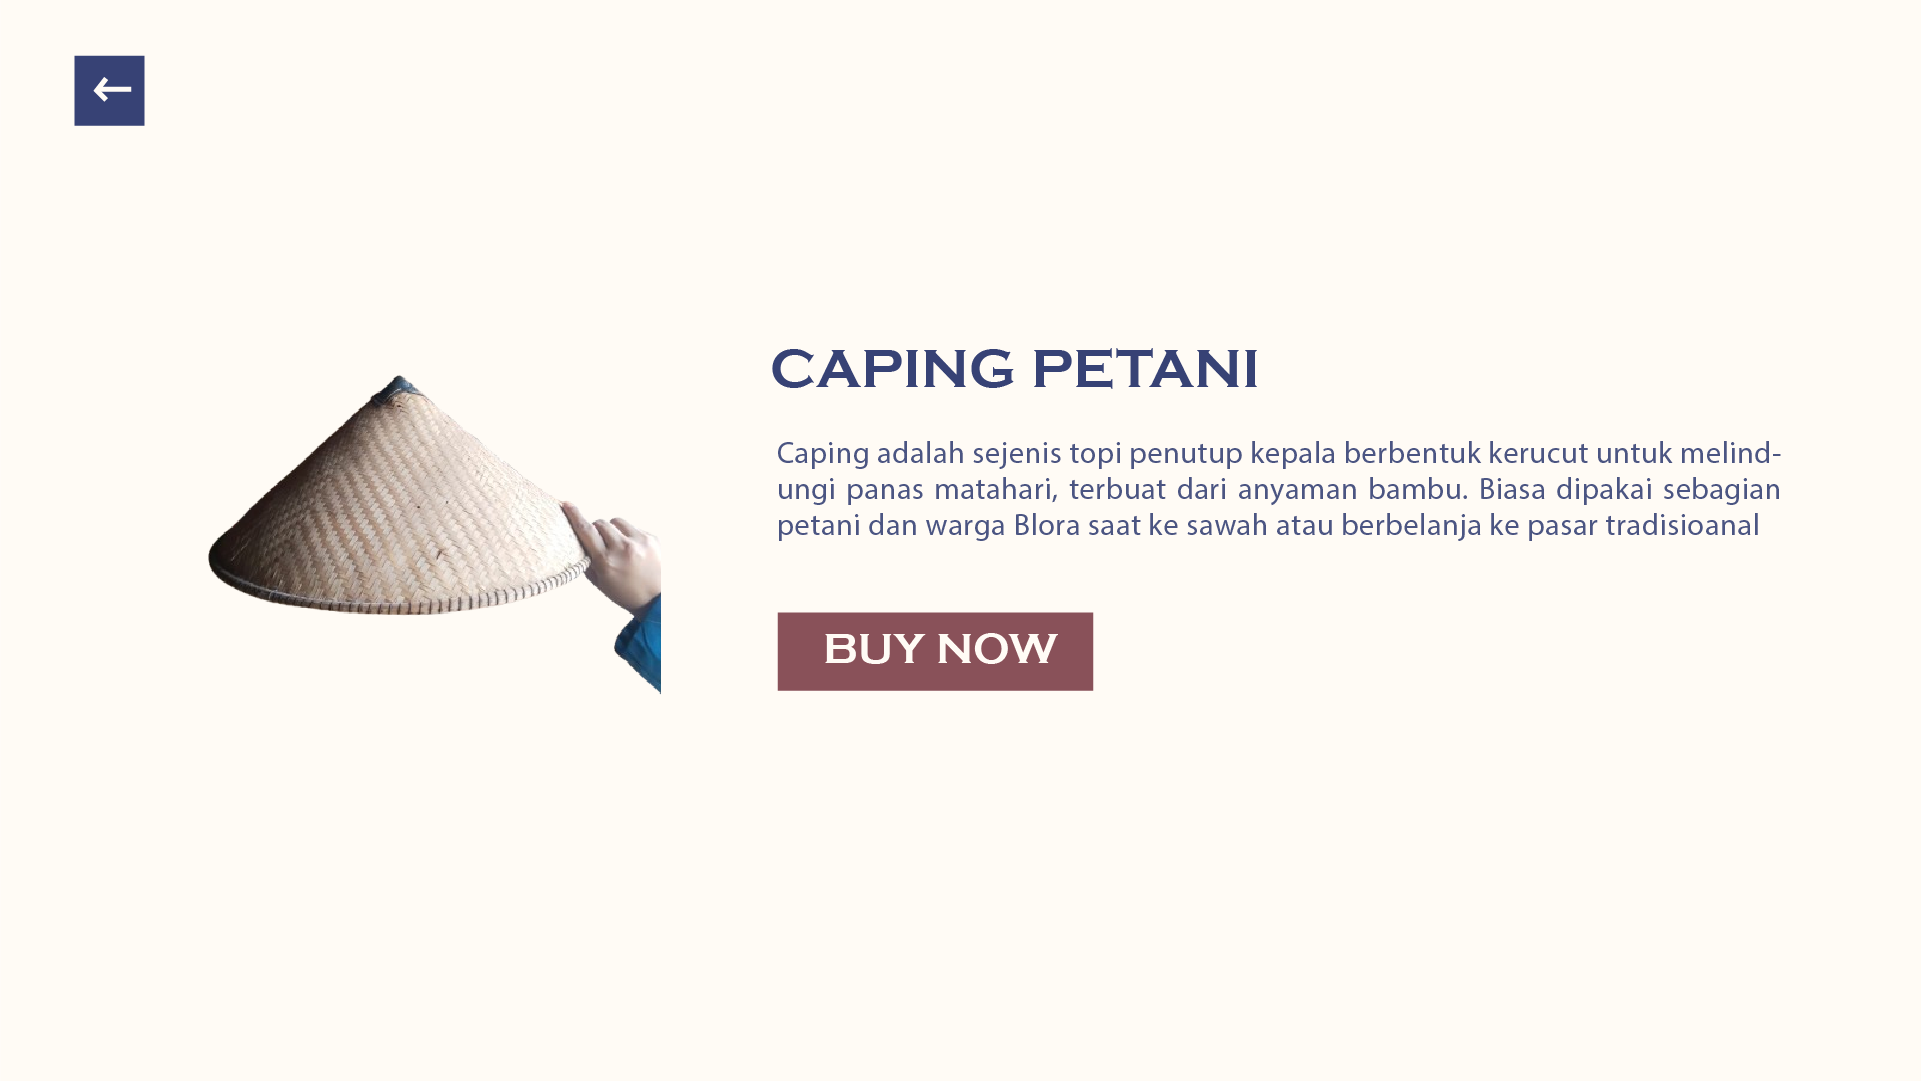 CAPING PETANI
Caping adalah sejenis topi penutup kepala berbentuk kerucut untuk melind-
ungi panas matahari, terbuat dari anyaman bambu. Biasa dipakai sebagian
petani dan warga Blora saat ke sawah atau berbelanja ke pasar tradisioanal
BUY NOW